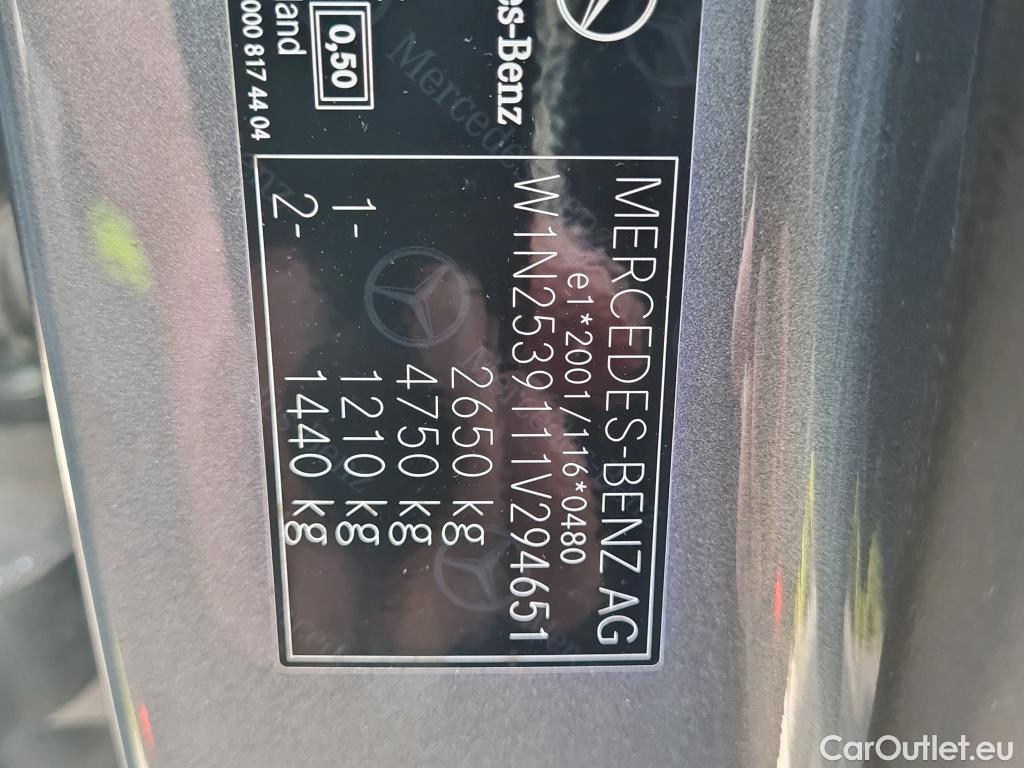 es-Benz
0,50
land
000 817 44 04
MERCEDES-BENZ AG
e1*2001/116*0480
W1N2539111V294651
2650 kg
4750 kg
1- 1210 kg
2- 1440 kg
CarOutlet.eu